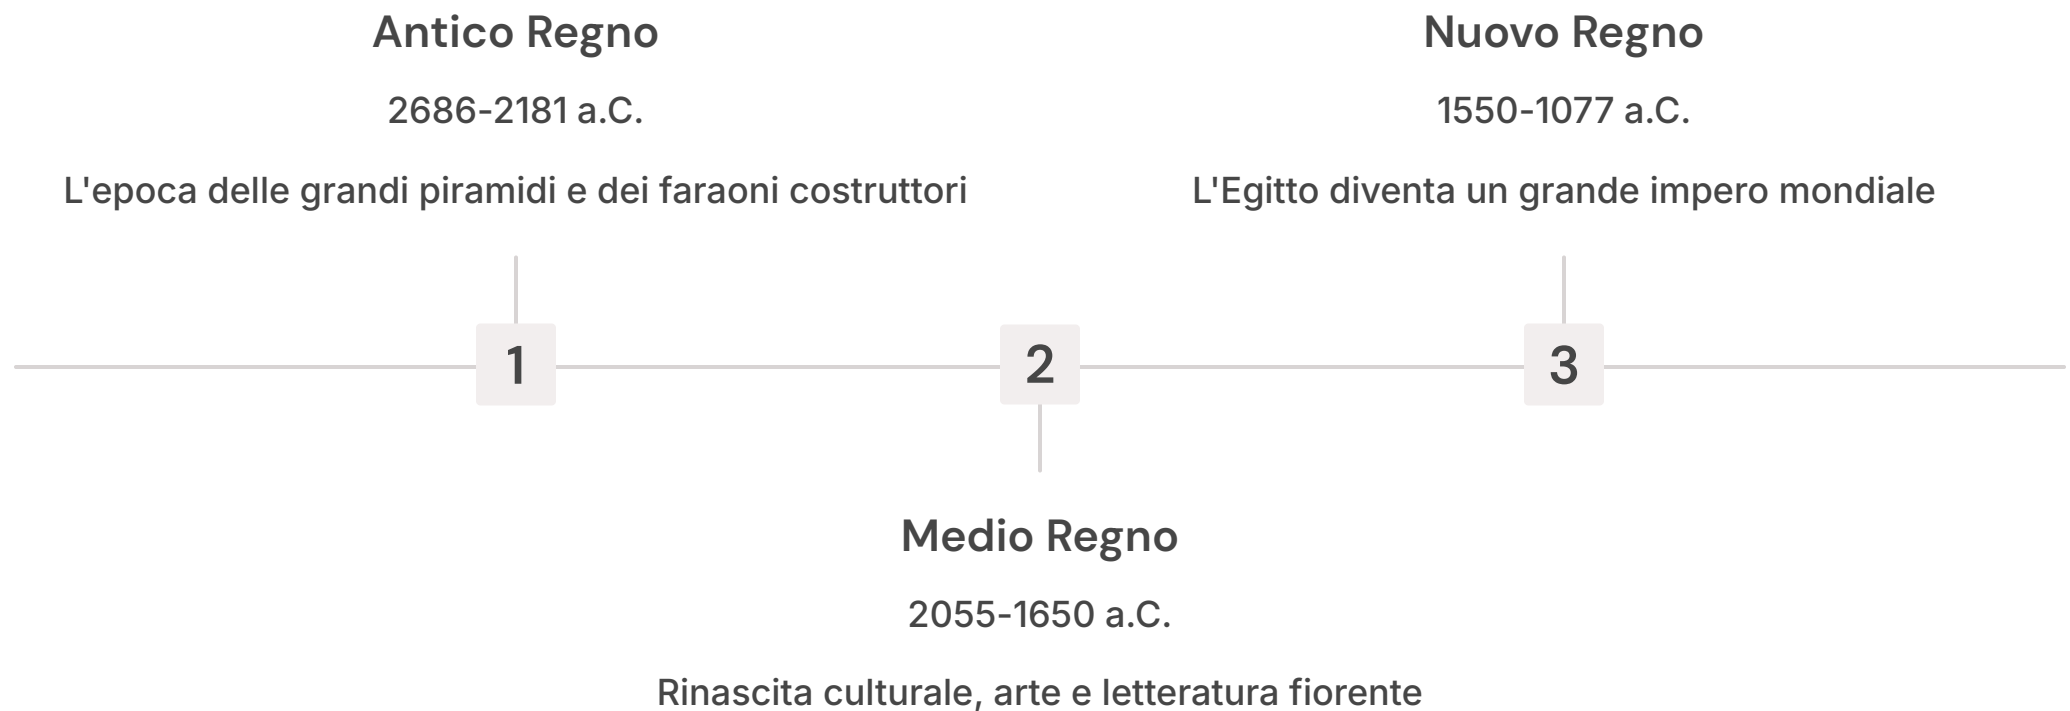 Antico Regno
2686-2181 a.C.
L'epoca delle grandi piramidi e dei faraoni costruttori
Nuovo Regno
1550-1077 a.C.
L'Egitto diventa un grande impero mondiale
1
2
3
Medio Regno
2055-1650 a.C.
Rinascita culturale, arte e letteratura fiorente